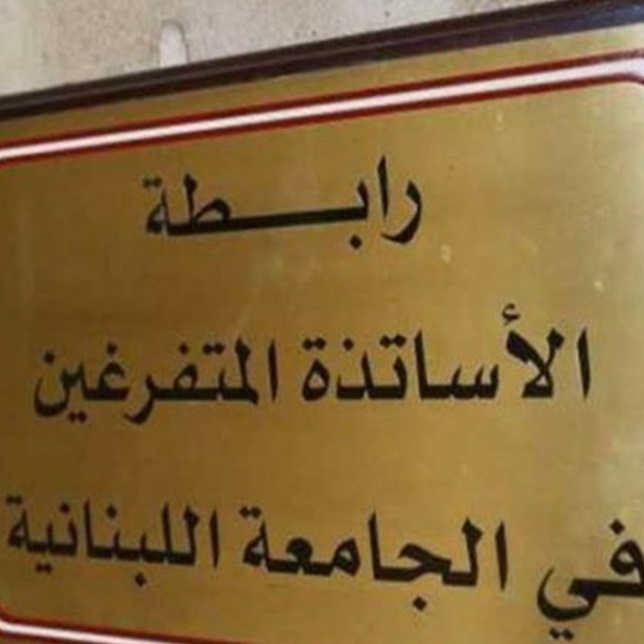 رابطة
الأساتذة المتفرغين
في الجامعة اللبنانية